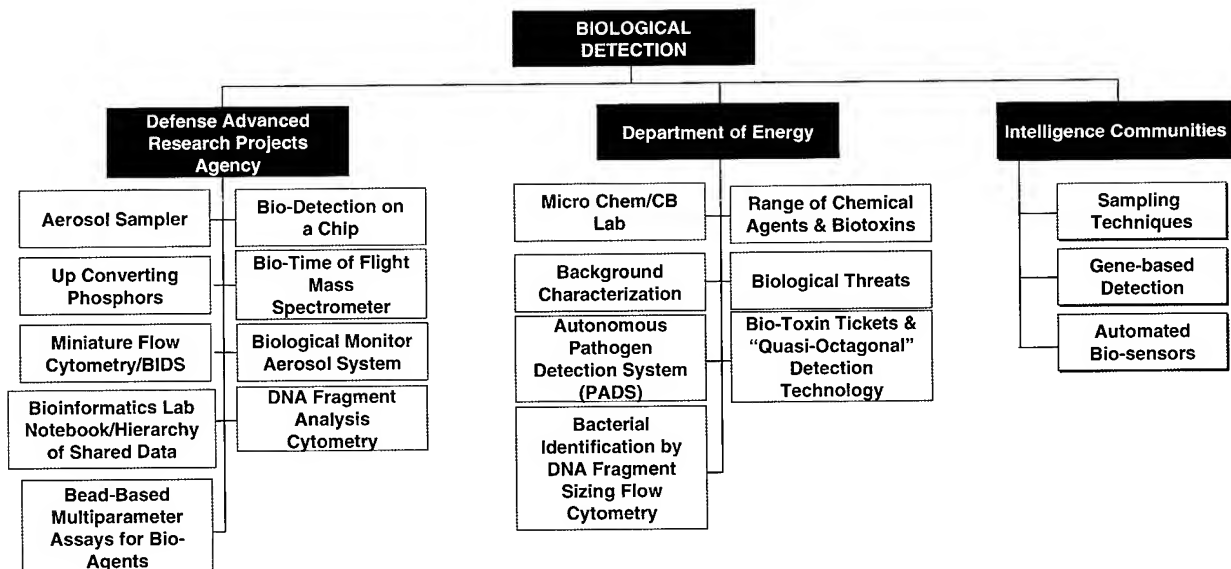 BIOLOGICAL
DETECTION
Defense Advanced
Research Projects
Agency
Aerosol Sampler
Up Converting
Phosphors
Miniature Flow
Cytometry/BIDS
Bioinformatics Lab
Notebook/Hierarchy
of Shared Data
Bead-Based
Multiparameter
Assays for Bio-
Agents
Bio-Detection on
a Chip
Bio-Time of Flight
Mass
Spectrometer
Biological Monitor
Aerosol System
DNA Fragment
Analysis
Cytometry
Department of Energy
Micro Chem/CB
Lab
Background
Characterization
Autonomous
Pathogen
Detection System
(PADS)
Bacterial
Identification by
DNA Fragment
Sizing Flow
Cytometry
Range of Chemical
Agents & Biotoxins
Biological Threats
Bio-Toxin Tickets &
“Quasi-Octagonal”
Detection
Technology
Intelligence Communities
Sampling
Techniques
Gene-based
Detection
Automated
Bio-sensors